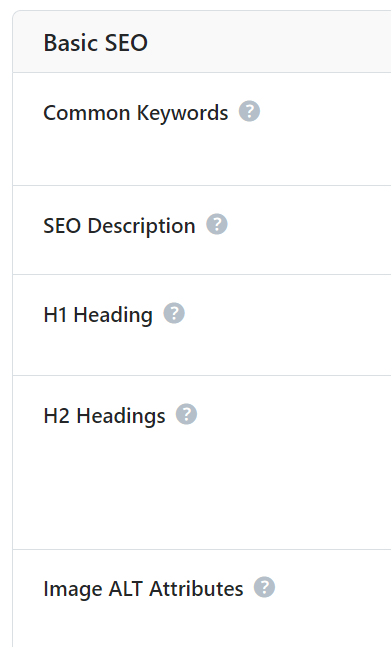 Basic SEO
Common Keywords ?
SEO Description ?
H1 Heading ?
H2 Headings ?
Image ALT Attributes ?